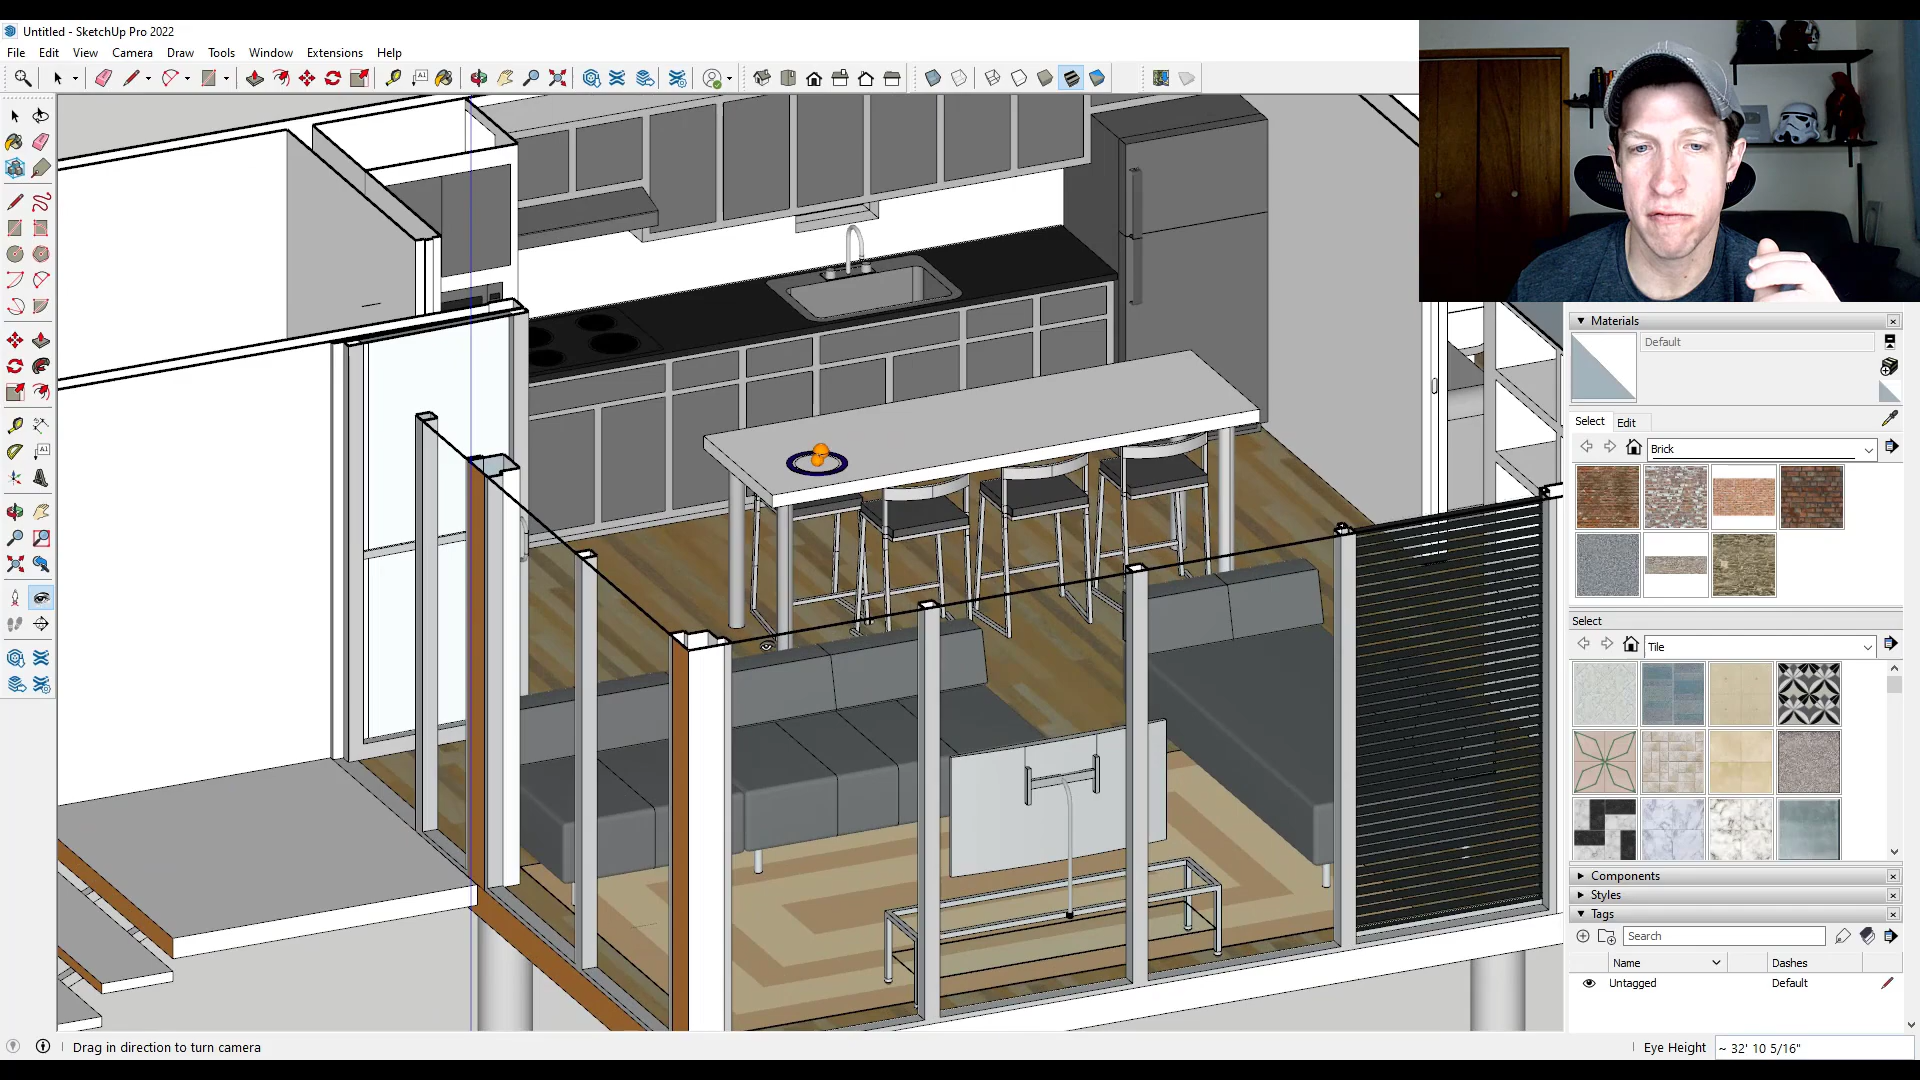 Untitled - SketchUp Pro 2022
File Edit View Camera Draw Tools Window Extensions Help
Materials
Default
Select Edit
Brick
Select
Tile
Components
Styles
Tags
Search
Name Dashes
Untagged Default
Drag in direction to turn camera
Eye Height ~ 32' 10 5/16"